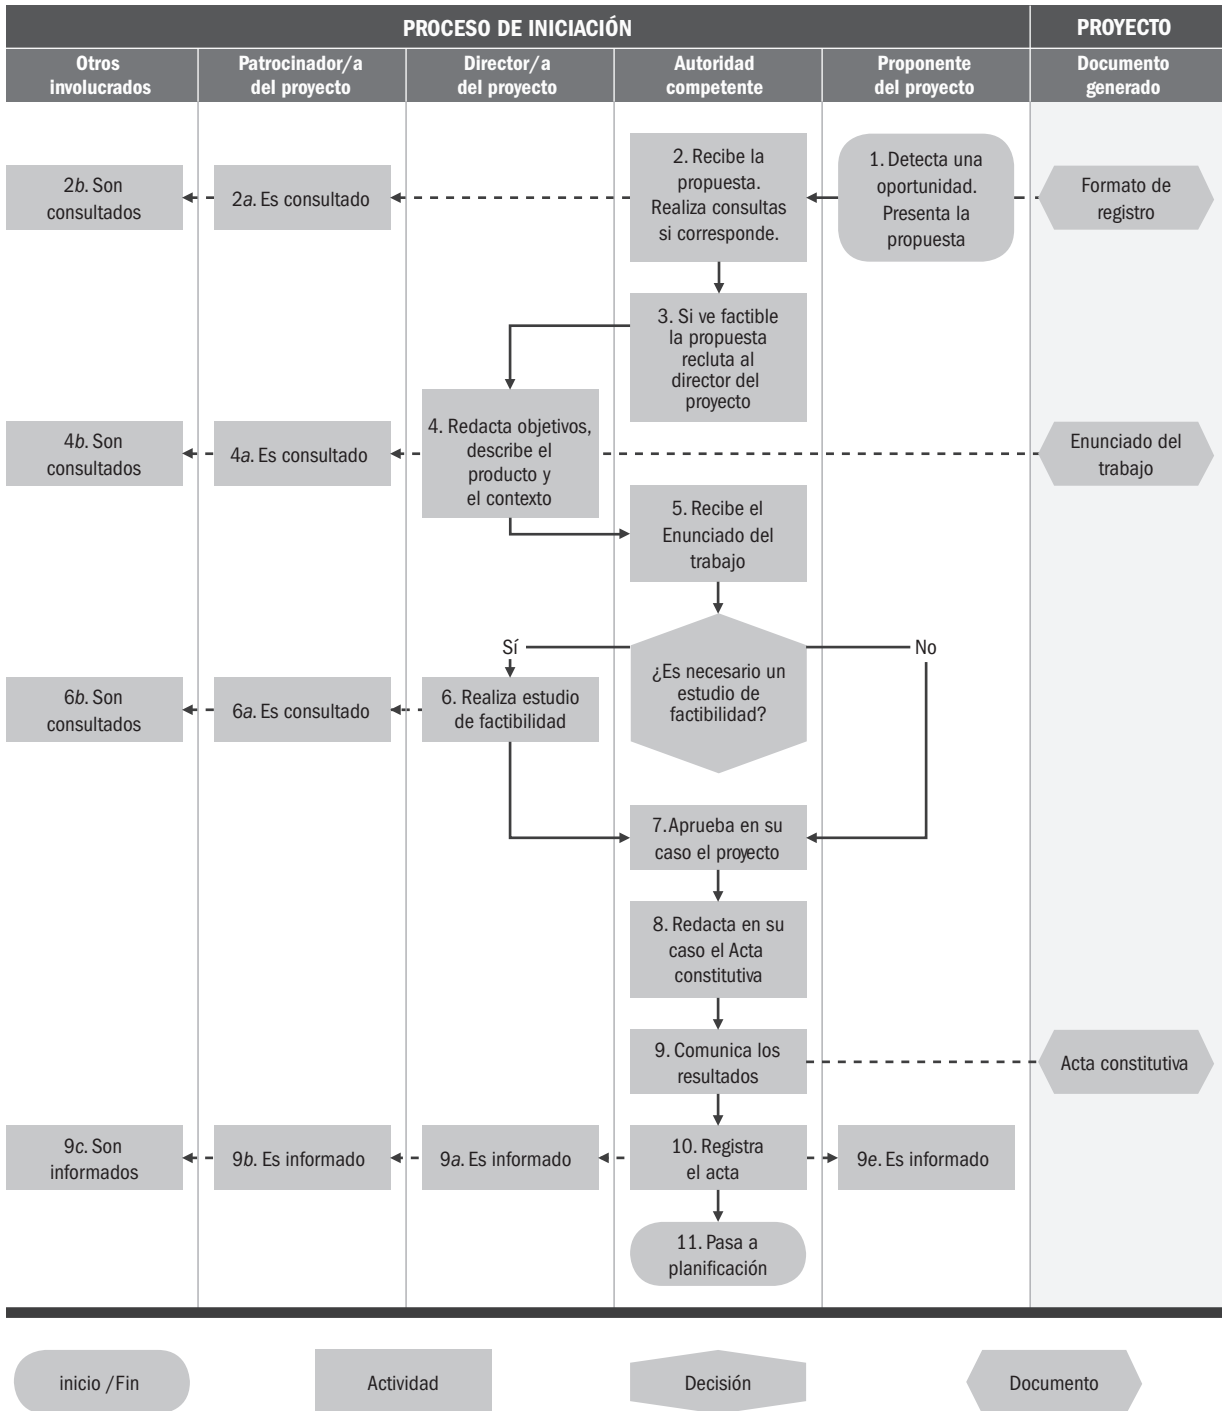 PROCESO DE INICIACIÓN
PROYECTO
Otros
involucrados
Patrocinador/a
del proyecto
Director/a
del proyecto
Autoridad
competente
Proponente
del proyecto
Documento
generado
2b. Son
consultados
2a. Es consultado
2. Recibe la
propuesta.
Realiza consultas
si corresponde.
1. Detecta una
oportunidad.
Presenta la
propuesta
Formato de
registro
3. Si ve factible
la propuesta
recluta al
director del
proyecto
4b. Son
consultados
4a. Es consultado
4. Redacta objetivos,
describe el
producto y
el contexto
Enunciado del
trabajo
5. Recibe el
Enunciado del
trabajo
Sí
¿Es necesario un
estudio de
factibilidad?
No
6b. Son
consultados
6a. Es consultado
6. Realiza estudio
de factibilidad
7.Aprueba en su
caso el proyecto
8. Redacta en su
caso el Acta
constitutiva
9. Comunica los
resultados
Acta constitutiva
9c. Son
informados
9b. Es informado
9a. Es informado
10. Registra
el acta
9e. Es informado
11. Pasa a
planificación
inicio /Fin
Actividad
Decisión
Documento